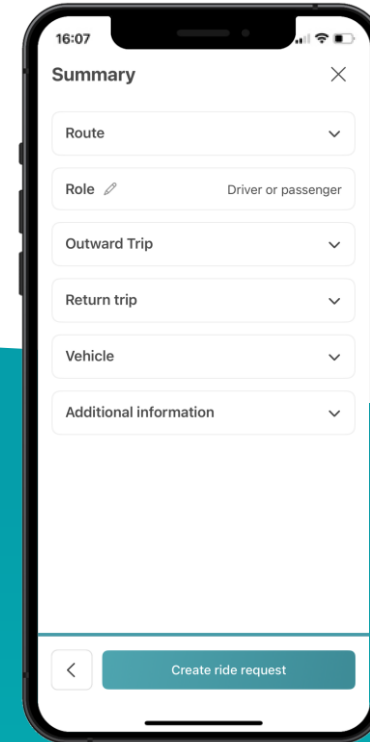 16:07
Summary
Route
Role Driver or passenger
Outward Trip
Return trip
Vehicle
Additional information
Create ride request